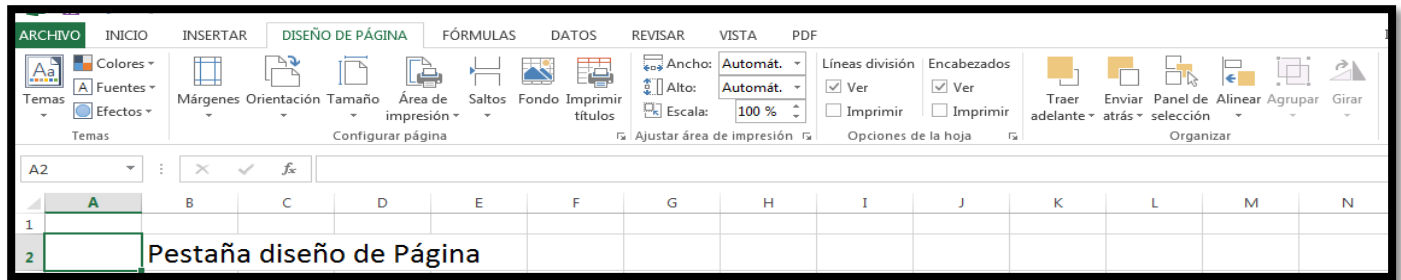 ARCHIVO INICIO INSERTAR DISEÑO DE PÁGINA FÓRMULAS DATOS REVISAR VISTA PDF
Aa Colores Ancho: Automát. Líneas división Encabezados
A Fuentes Alto: Automát. Ver Ver
Temas Márgenes Orientación Tamaño Área de Saltos Fondo Imprimir Traer Enviar Panel de Alinear Agrupar Girar
Efectos impresión títulos Escala: 100 % Imprimir Imprimir adelante atrás selección
Temas Configurar página Ajustar área de impresión Opciones de la hoja Organizar
A2 fx
A B C D E F G H I J K L M N
1
2 Pestaña diseño de Página